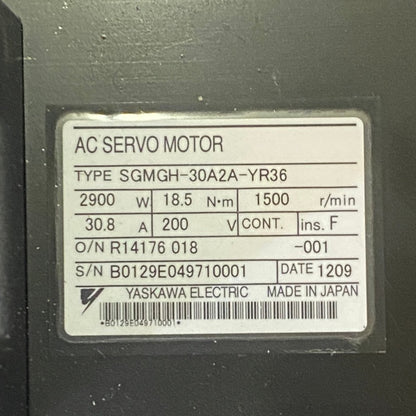 AC SERVO MOTOR
TYPE SGMGH-30A2A-YR36
2900 W 18.5 N·m 1500 r/min
30.8 A 200 V CONT. ins. F
O/N R14176 018 -001
S/N B0129E049710001 DATE 1209
YASKAWA ELECTRIC MADE IN JAPAN
*B0129E049710001*